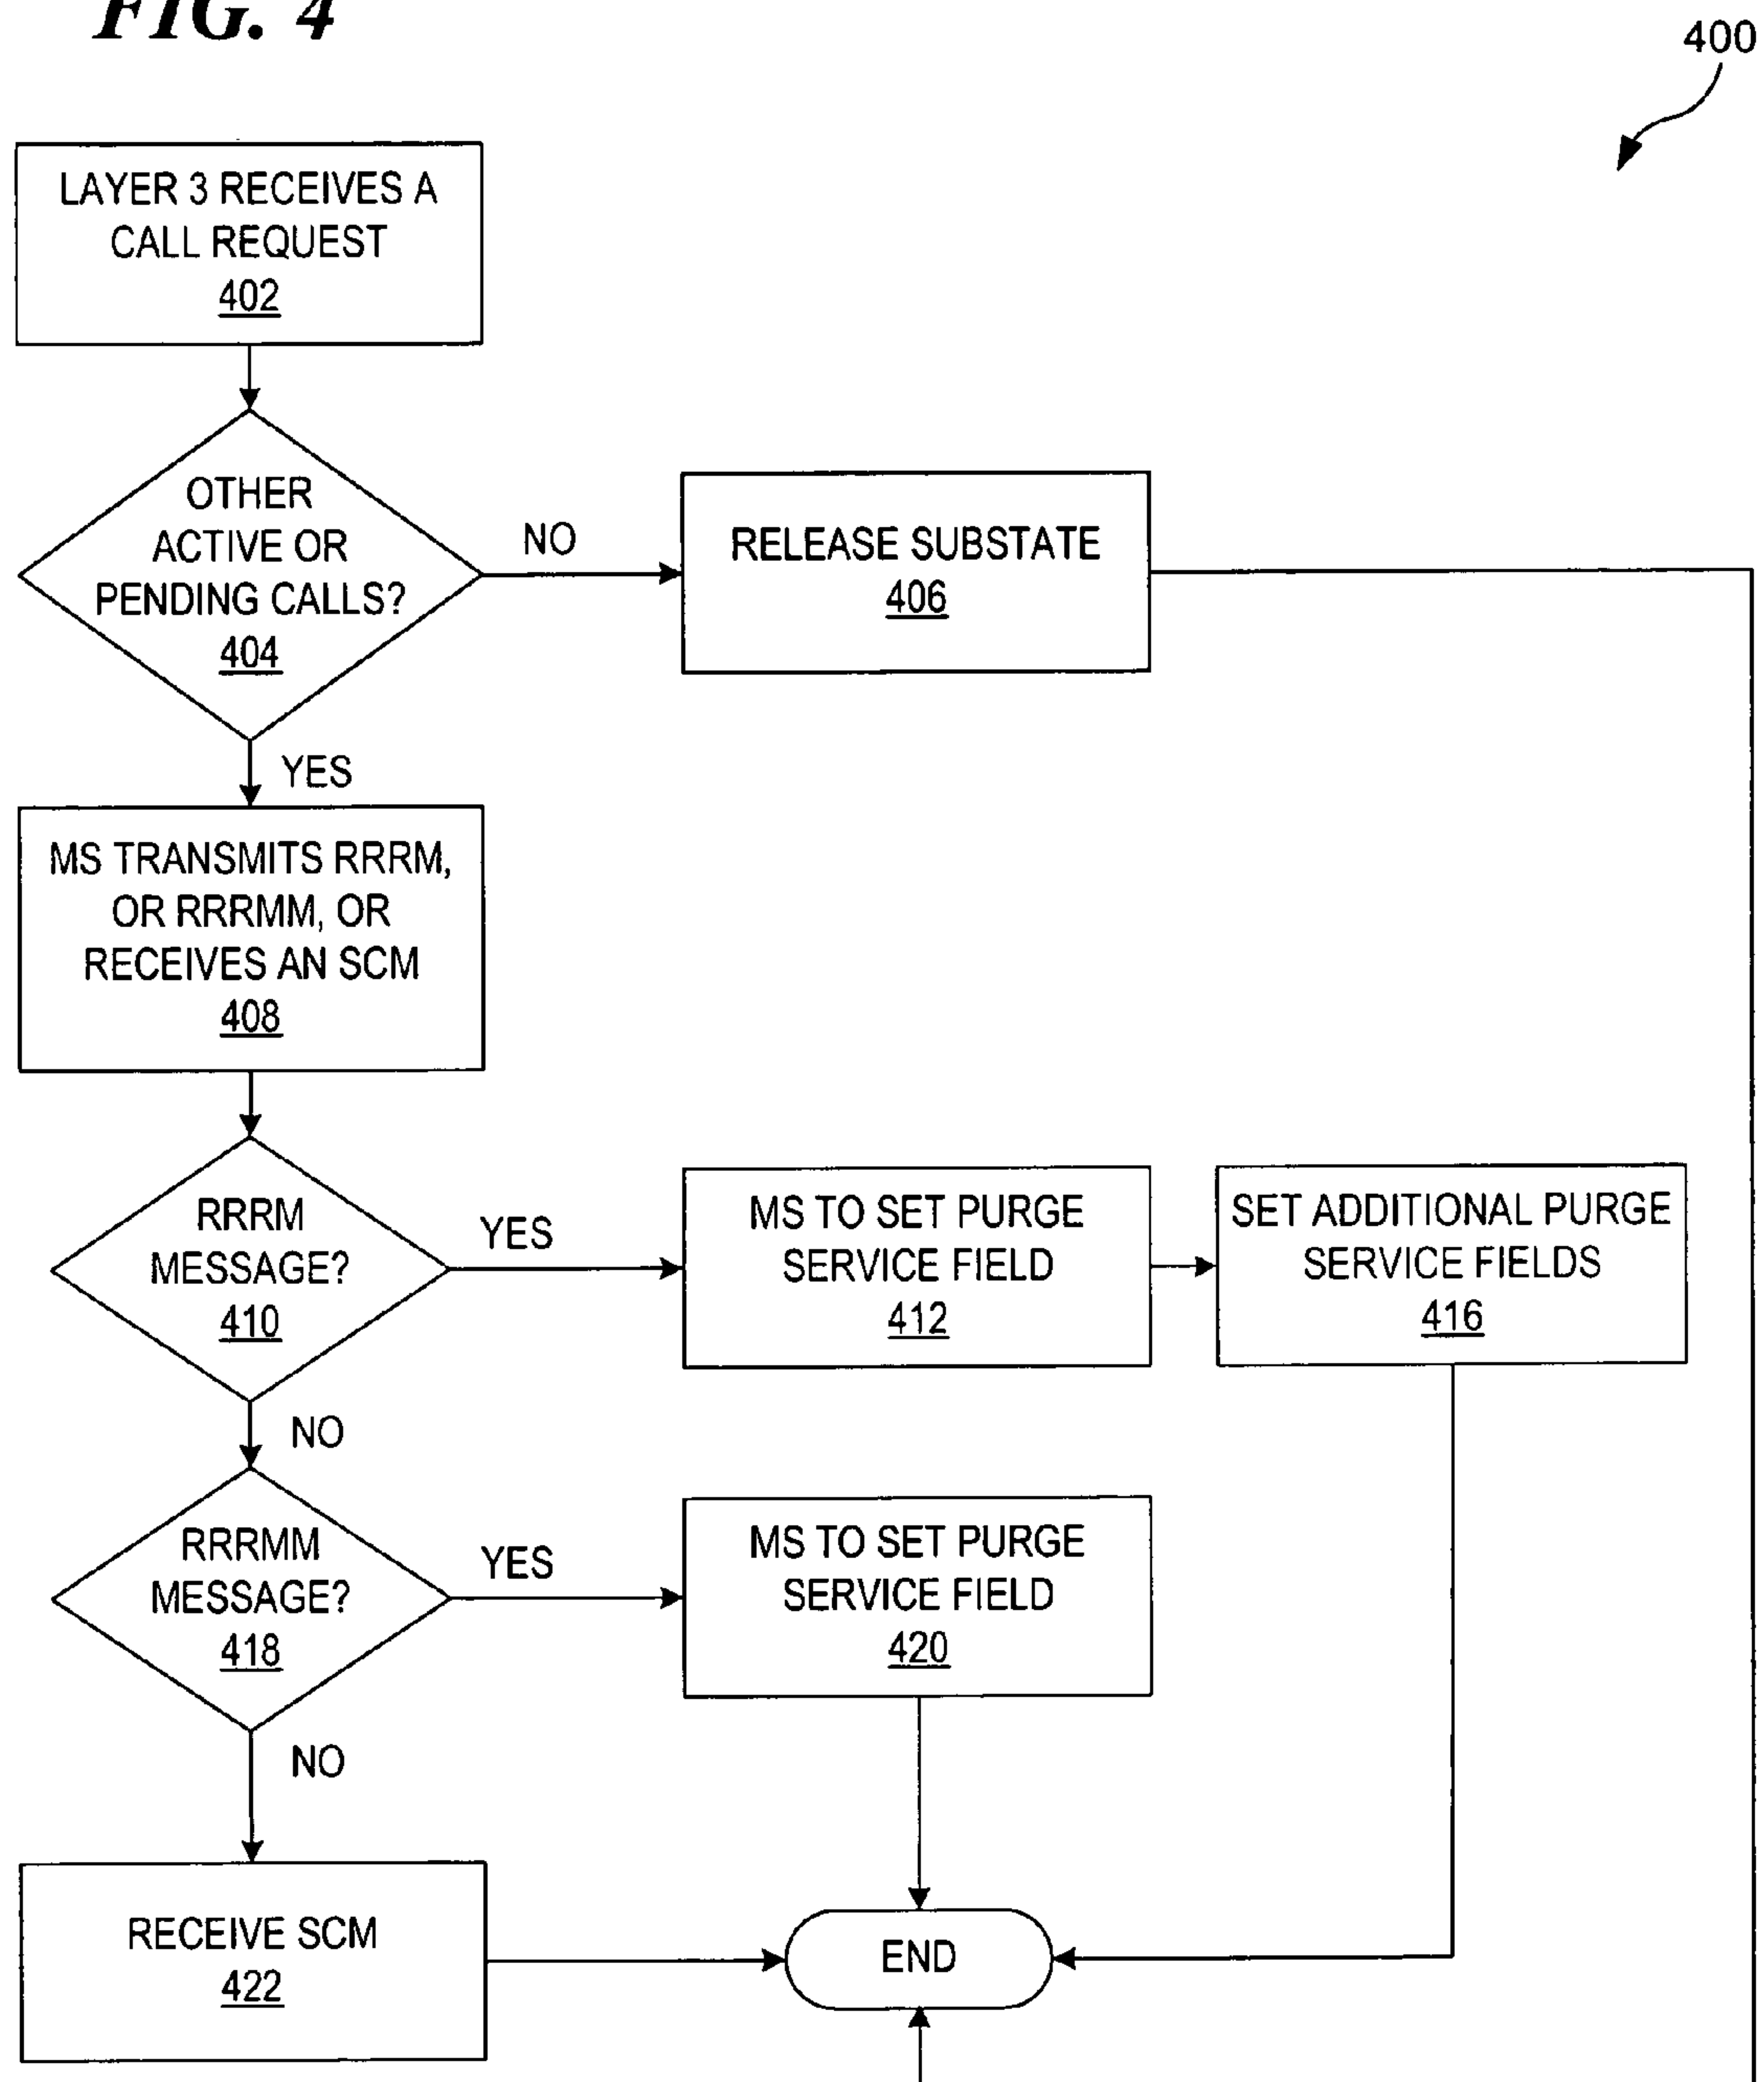 FIG. 4
400
LAYER 3 RECEIVES A
CALL REQUEST
402
OTHER
ACTIVE OR
PENDING CALLS?
404
NO
RELEASE SUBSTATE
406
YES
MS TRANSMITS RRRM,
OR RRRMM, OR
RECEIVES AN SCM
408
RRRM
MESSAGE?
410
YES
MS TO SET PURGE
SERVICE FIELD
412
SET ADDITIONAL PURGE
SERVICE FIELDS
416
NO
RRRMM
MESSAGE?
418
YES
MS TO SET PURGE
SERVICE FIELD
420
NO
RECEIVE SCM
422
END